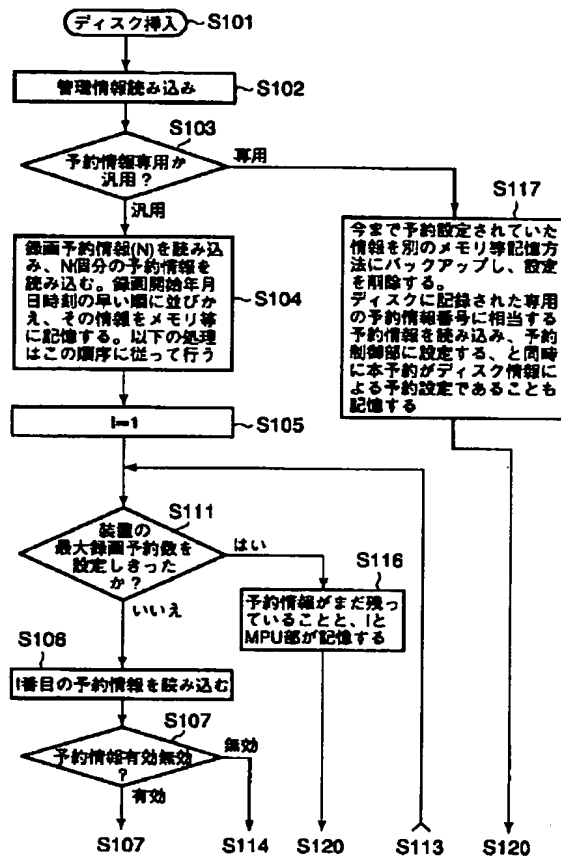 ディスク挿入
S101
管理情報読み込み
S102
S103
予約情報専用か
汎用？
専用
汎用
S117
今まで予約設定されていた
情報を別のメモリ等記憶方
法にバックアップし、設定
を削除する。
ディスクに記録された専用
の予約情報番号に相当する
予約情報を読み込み、予約
制御部に設定する、と同時
に本予約がディスク情報に
よる予約設定であることも
記憶する
録画予約情報(N)を読み込
み、N個分の予約情報を
読み込む。録画開始年月
日時刻の早い順に並びか
え、その情報をメモリ等
に記憶する。以下の処理
はこの順序に従って行う
S104
I=1
S105
S111
装置の
最大録画予約数を
設定しきった
か？
はい
いいえ
S116
予約情報がまだ残っ
ていることと、Iと
MPU部が記憶する
S106
I番目の予約情報を読み込む
S107
予約情報有効無効
？
無効
有効
S107
S114
S120
S113
S120